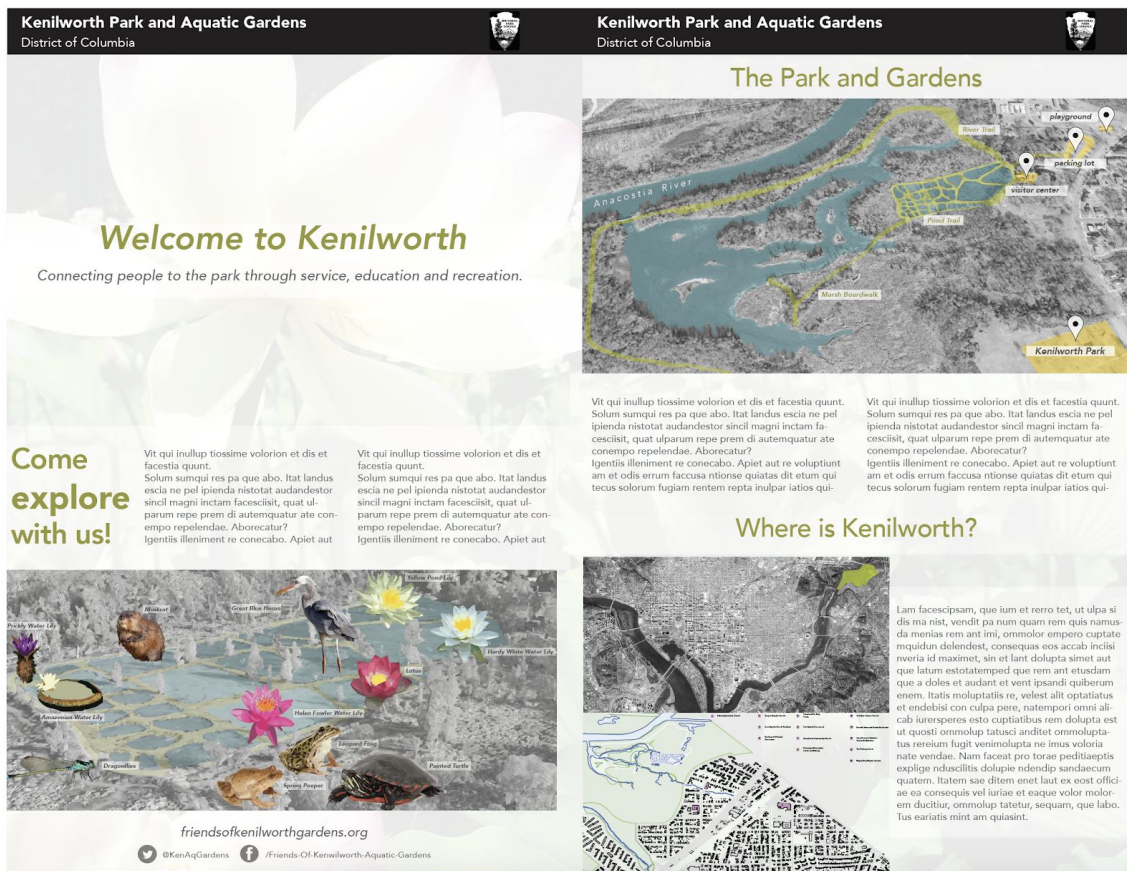 Kenilworth Park and Aquatic Gardens
District of Columbia
Welcome to Kenilworth
Connecting people to the park through service, education and recreation.
Come
explore
with us!
Vit qui inullup tiossime volorion et dis et
facestia quunt.
Solum sumqui res pa que abo. Itat landus
escia ne pel ipienda nistotat audandestor
sincil magni inctam facesciisit, quat ul-
parum repe prem di autemquatur ate con-
empo repelendae. Aborecatur?
Igentiis illeniment re conecabo. Apiet aut
Vit qui inullup tiossime volorion et dis et
facestia quunt.
Solum sumqui res pa que abo. Itat landus
escia ne pel ipienda nistotat audandestor
sincil magni inctam facesciisit, quat ul-
parum repe prem di autemquatur ate con-
empo repelendae. Aborecatur?
Igentiis illeniment re conecabo. Apiet aut
Yellow Pond Lily
Muskrat
Great Blue Heron
Prickly Water Lily
Hardy White Water Lily
Lotus
Amazonian Water Lily
Helen Fowler Water Lily
Leopard Frog
Dragonflies
Painted Turtle
Spring Peeper
friendsofkenilworthgardens.org
@KenAqGardens
/Friends-Of-Kenwilworth-Aquatic-Gardens
Kenilworth Park and Aquatic Gardens
District of Columbia
The Park and Gardens
playground
River Trail
parking lot
visitor center
Anacostia River
Pond Trail
Marsh Boardwalk
Kenilworth Park
Vit qui inullup tiossime volorion et dis et facestia quunt.
Solum sumqui res pa que abo. Itat landus escia ne pel
ipienda nistotat audandestor sincil magni inctam fa-
cesciisit, quat ulparum repe prem di autemquatur ate
conempo repelendae. Aborecatur?
Igentiis illeniment re conecabo. Apiet aut re voluptiunt
am et odis errum faccusa ntionse quiatas dit etum qui
tecus solorum fugiam rentem repta inulpar iatios qui-
Vit qui inullup tiossime volorion et dis et facestia quunt.
Solum sumqui res pa que abo. Itat landus escia ne pel
ipienda nistotat audandestor sincil magni inctam fa-
cesciisit, quat ulparum repe prem di autemquatur ate
conempo repelendae. Aborecatur?
Igentiis illeniment re conecabo. Apiet aut re voluptiunt
am et odis errum faccusa ntionse quiatas dit etum qui
tecus solorum fugiam rentem repta inulpar iatios qui-
Where is Kenilworth?
Lam facescipsam, que ium et rerro tet, ut ulpa si
dis ma nist, vendit pa num quam rem quis namus-
da menias rem ant imi, ommolor empero cuptate
mquidun delendest, consequas eos accab inciisi
nveria id maximet, sin et lant dolupta simet aut
que latum estotatemped que rem ant etusdam
que a doles et audant et vent ipsandi quiberum
enem. Itatis moluptatiis re, velest alit optatiatus
et endebisi con culpa pere, natempori omni ali-
cab iurersperes esto cuptiatibus rem dolupta est
ut quosti ommolup tatusci anditet ommolupta-
tus rereium fugit venimolupta ne imus voloria
nate vendae. Nam faceat pro torae peditiaeptis
explige nduscilitis dolupie ndendip sandaecum
quatem. Itatem sae ditem enet laut ex eost offici-
ae ea consequis vel iuriae et eaque volor molor-
em ducitiur, ommolup tatetur, sequam, que labo.
Tus eariatis mint am quiasint.